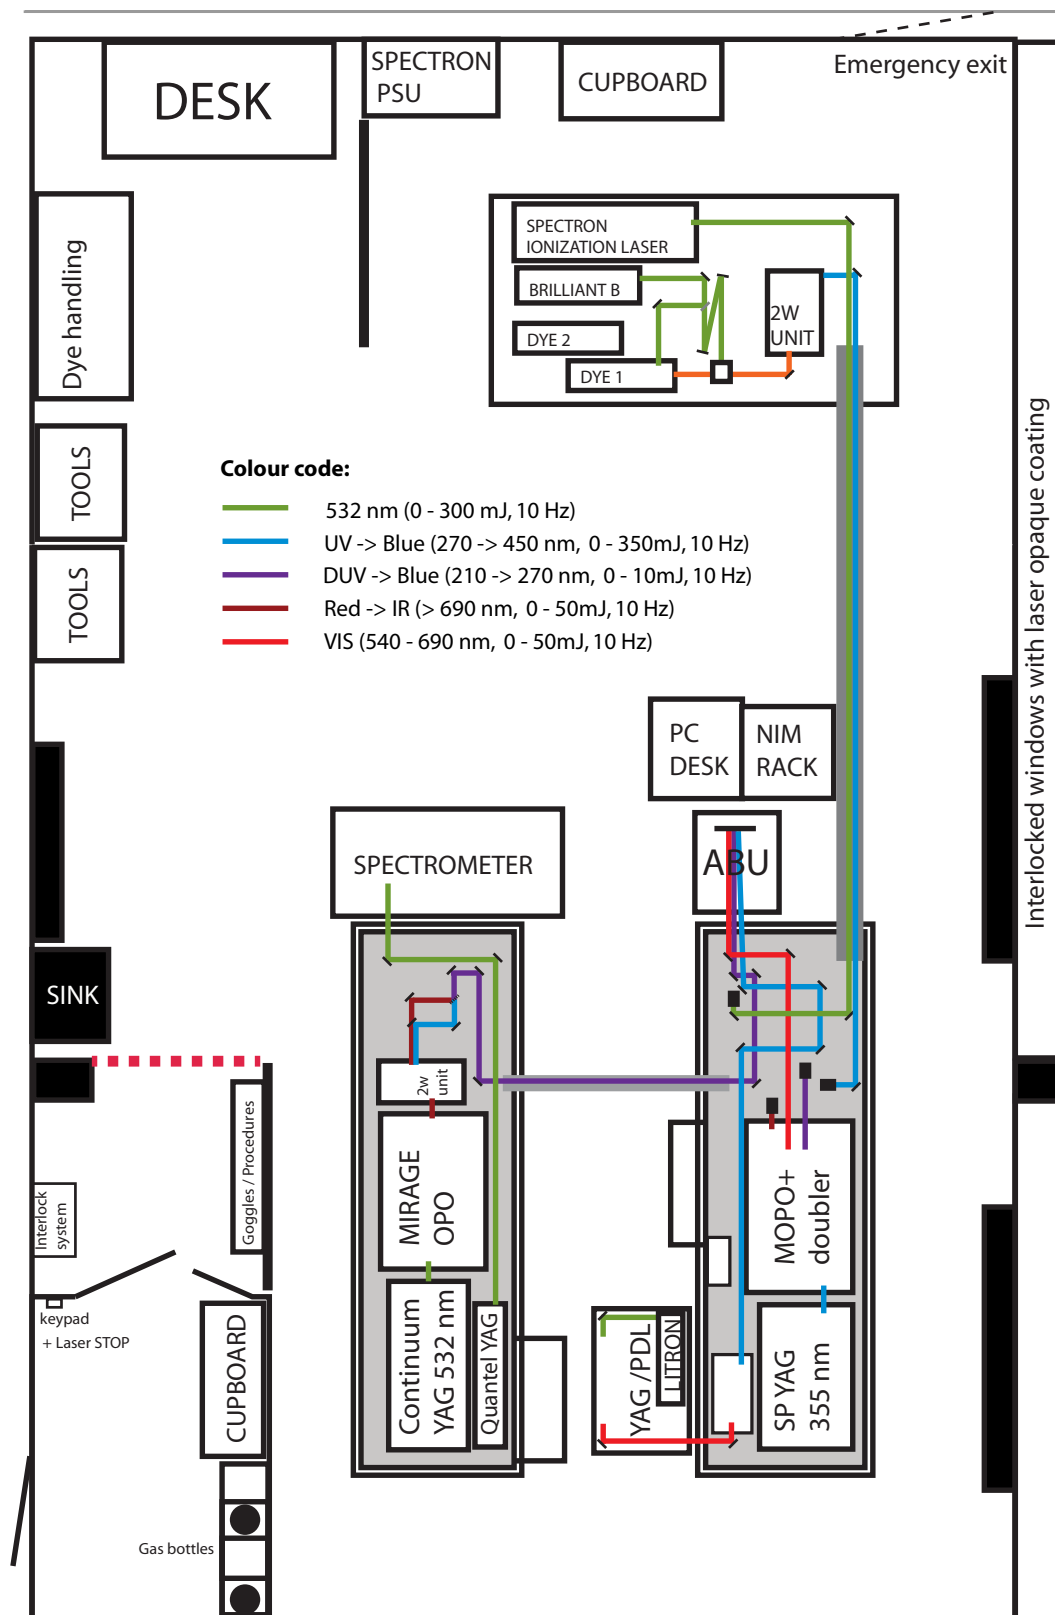 DESK
SPECTRON
PSU
CUPBOARD
Emergency exit
SPECTRON
IONIZATION LASER
BRILLIANT B
DYE 2
DYE 1
2W
UNIT
Dye handling
TOOLS
TOOLS
Colour code:
532 nm (0 - 300 mJ, 10 Hz)
UV -> Blue (270 -> 450 nm, 0 - 350mJ, 10 Hz)
DUV -> Blue (210 -> 270 nm, 0 - 10mJ, 10 Hz)
Red -> IR (> 690 nm, 0 - 50mJ, 10 Hz)
VIS (540 - 690 nm, 0 - 50mJ, 10 Hz)
Interlocked windows with laser opaque coating
PC
DESK
NIM
RACK
SPECTROMETER
ABU
SINK
2w
unit
MIRAGE
OPO
MOPO+
doubler
Goggles / Procedures
Interlock
system
keypad
+ Laser STOP
CUPBOARD
Continuum
YAG 532 nm
Quantel YAG
YAG /PDL
LITRON
SP YAG
355 nm
Gas bottles